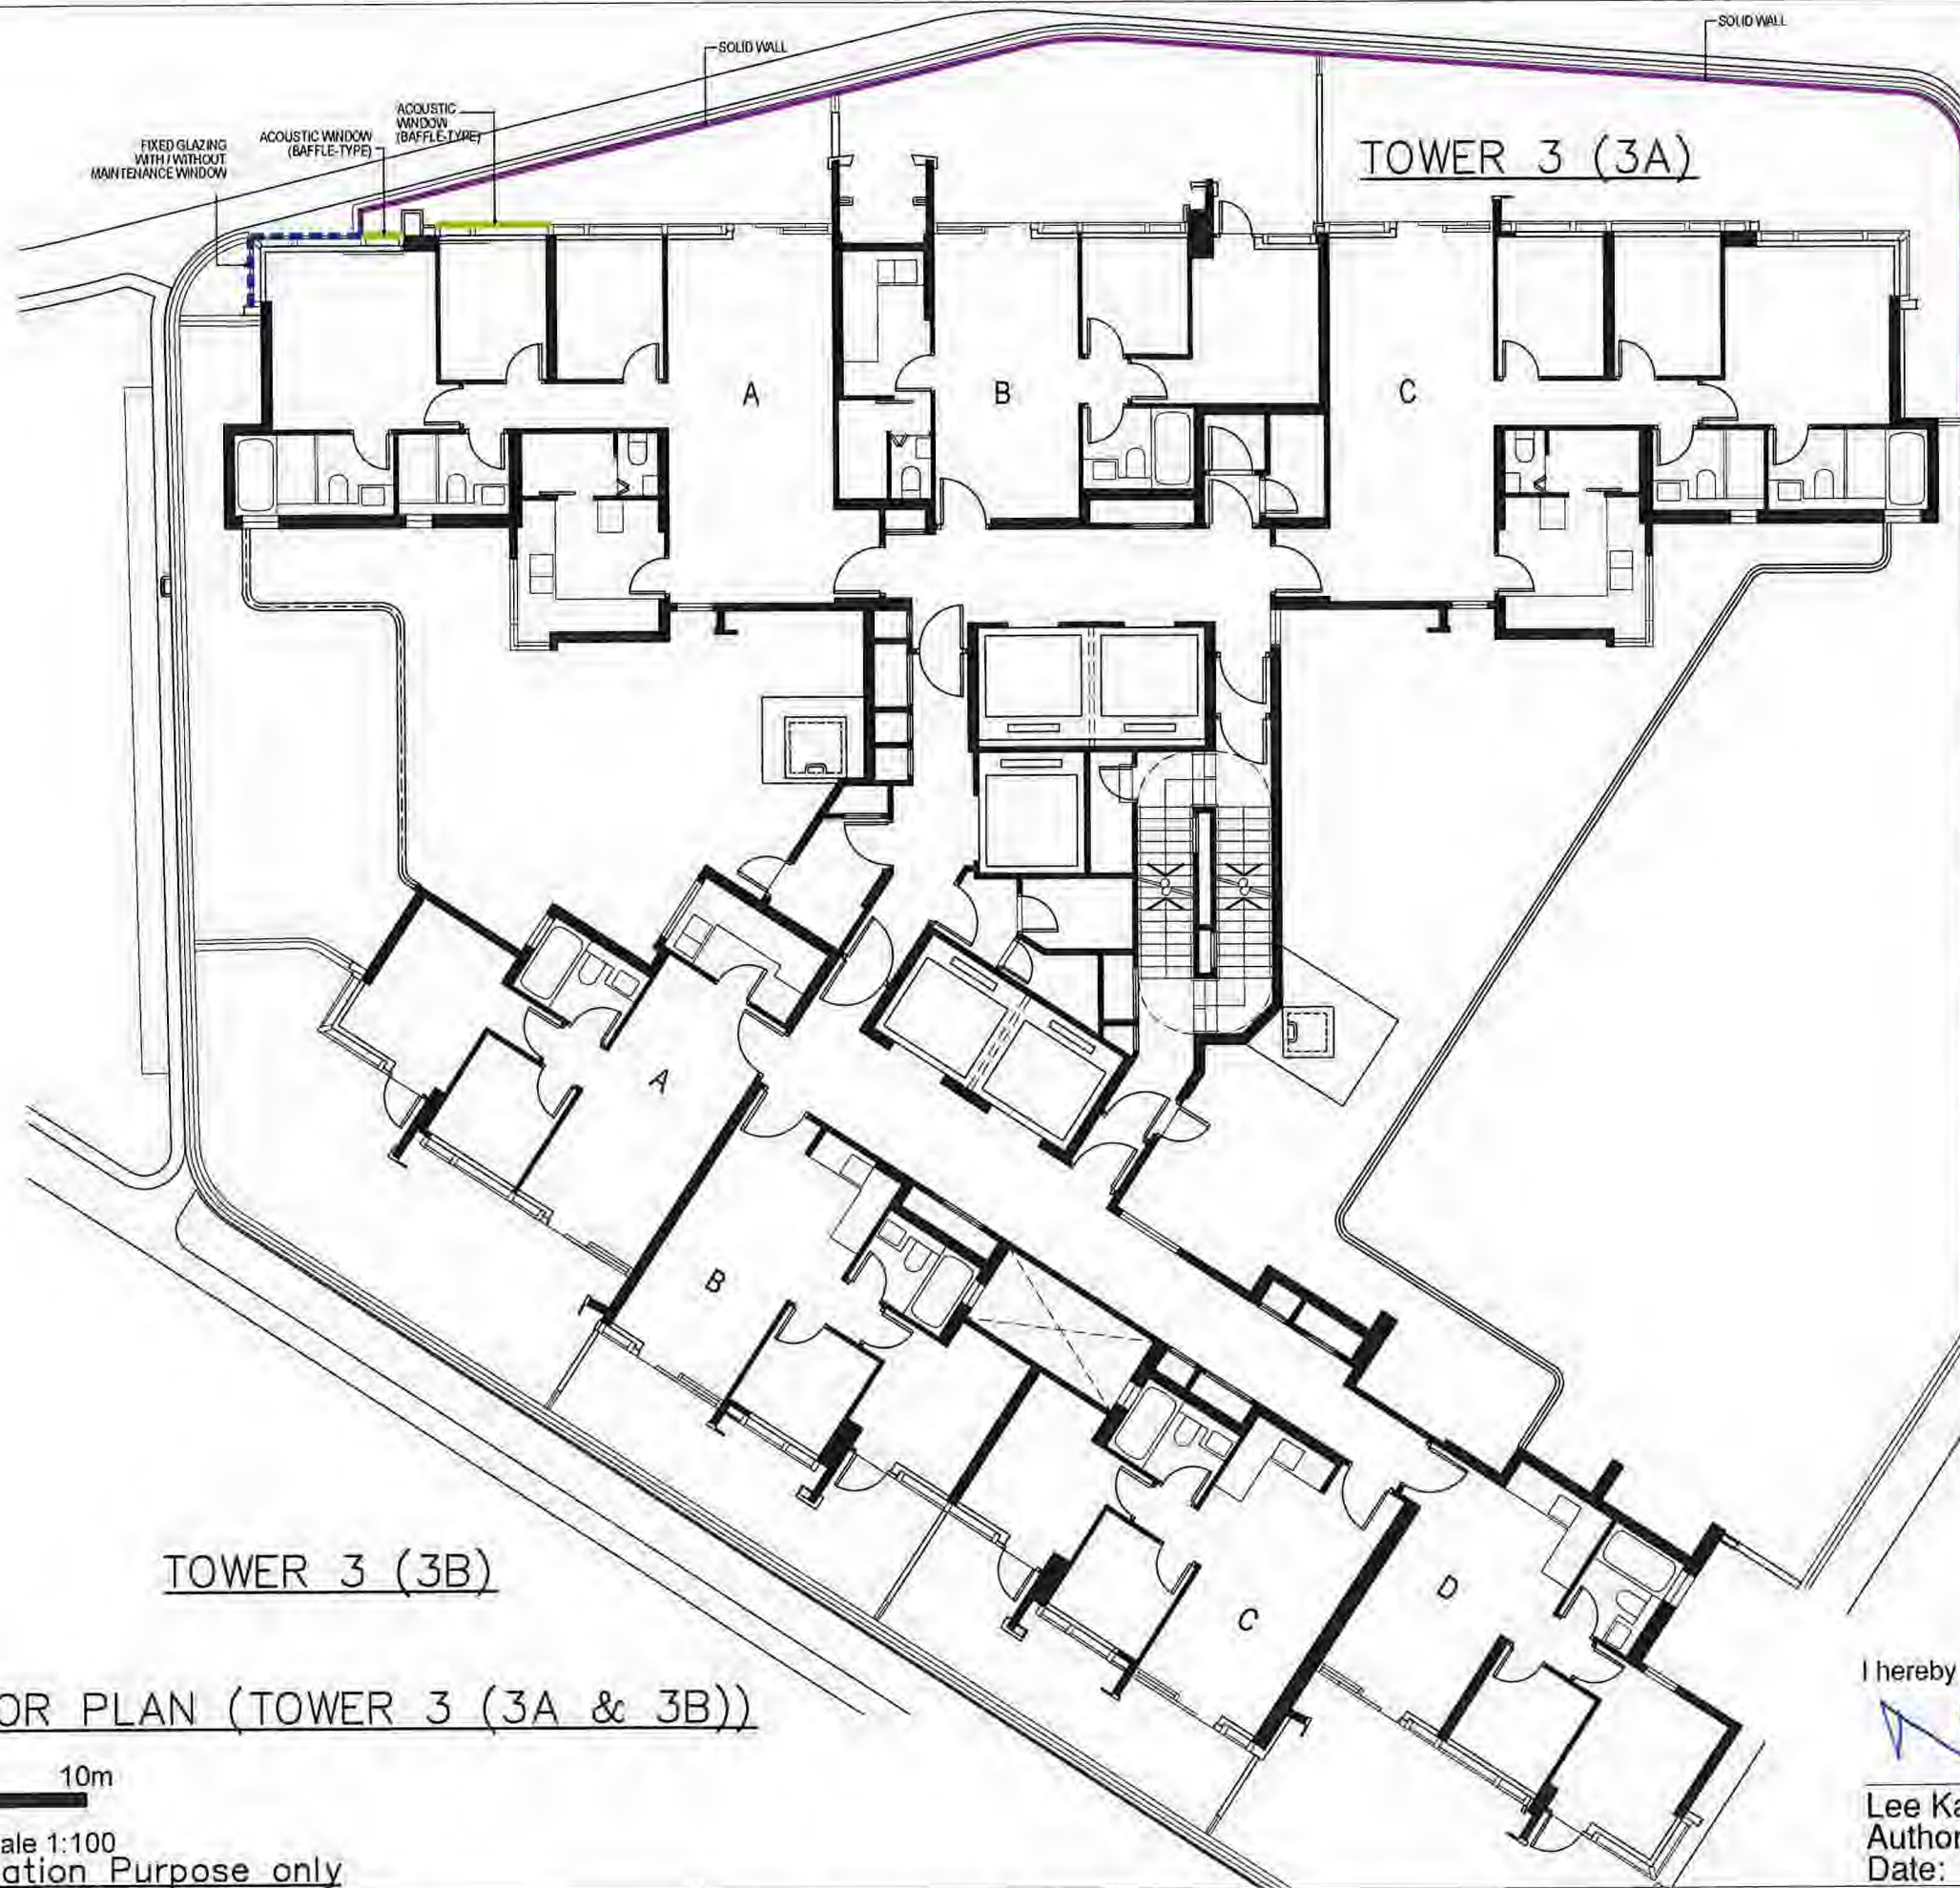 SOLID WALL
SOLID WALL
ACOUSTIC
WINDOW
(BAFFLE-TYPE)
ACOUSTIC WINDOW
(BAFFLE-TYPE)
FIXED GLAZING
WITH / WITHOUT
MAINTENANCE WINDOW
TOWER 3 (3A)
A
B
C
A
B
C
D
TOWER 3 (3B)
OR PLAN (TOWER 3 (3A & 3B))
10m
ale 1:100
ation Purpose only
I hereby
Lee Ka
Author
Date: